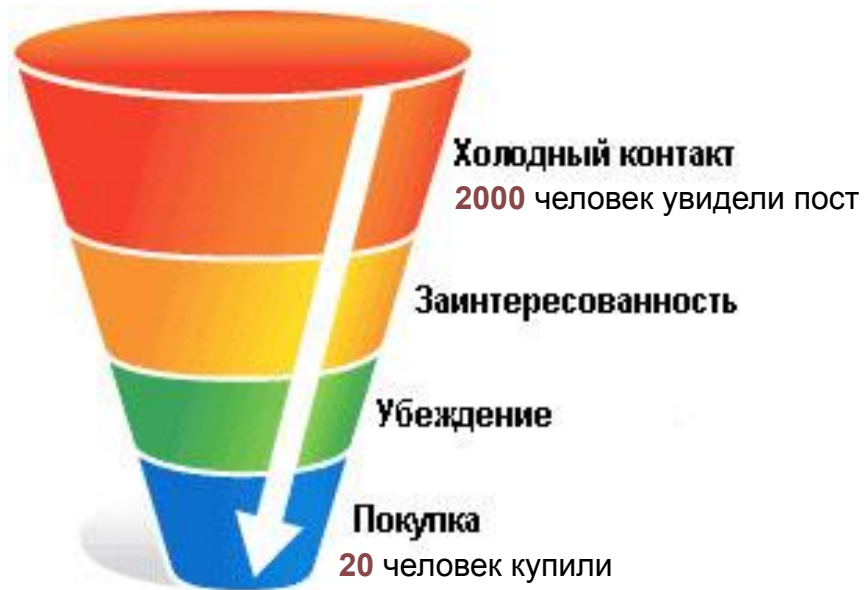 Холодный контакт
2000 человек увидели пост
Заинтересованность
Убеждение
Покупка
20 человек купили